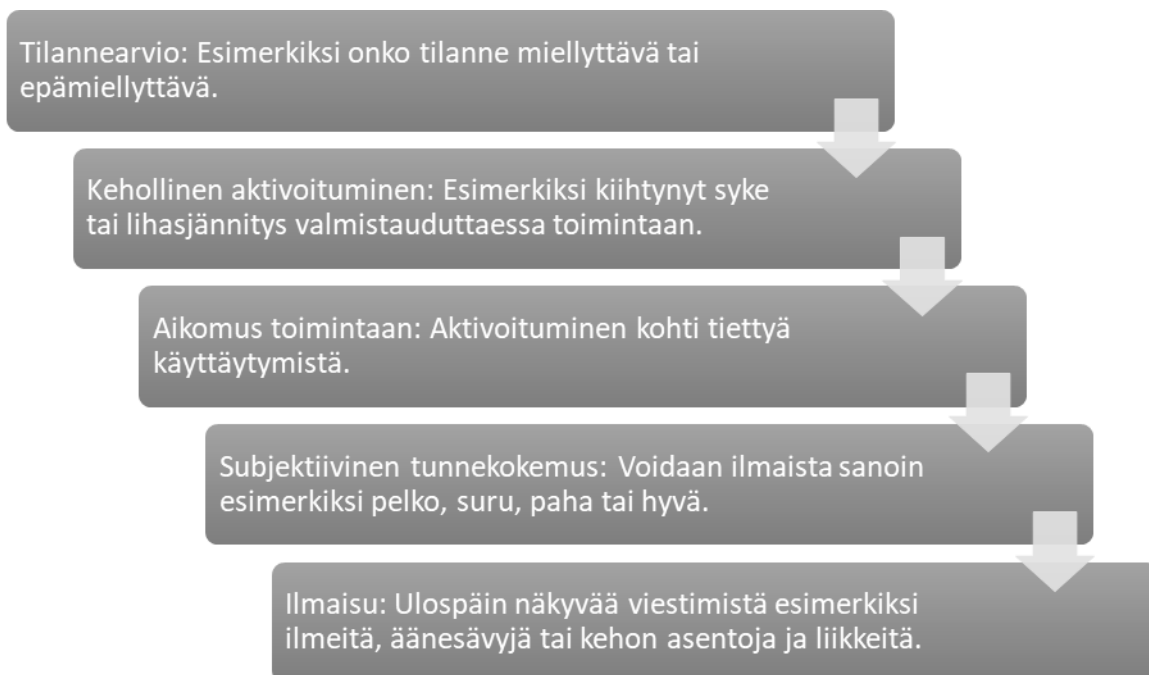 Tilannearvio: Esimerkiksi onko tilanne miellyttävä tai
epämiellyttävä.
Kehollinen aktivoituminen: Esimerkiksi kiihtynyt syke
tai lihasjännitys valmistauduttaessa toimintaan.
Aikomus toimintaan: Aktivoituminen kohti tiettyä
käyttäytymistä.
Subjektiivinen tunnekokemus: Voidaan ilmaista sanoin
esimerkiksi pelko, suru, paha tai hyvä.
Ilmaisu: Ulospäin näkyvää viestimistä esimerkiksi
ilmeitä, äänesävyjä tai kehon asentoja ja liikkeitä.